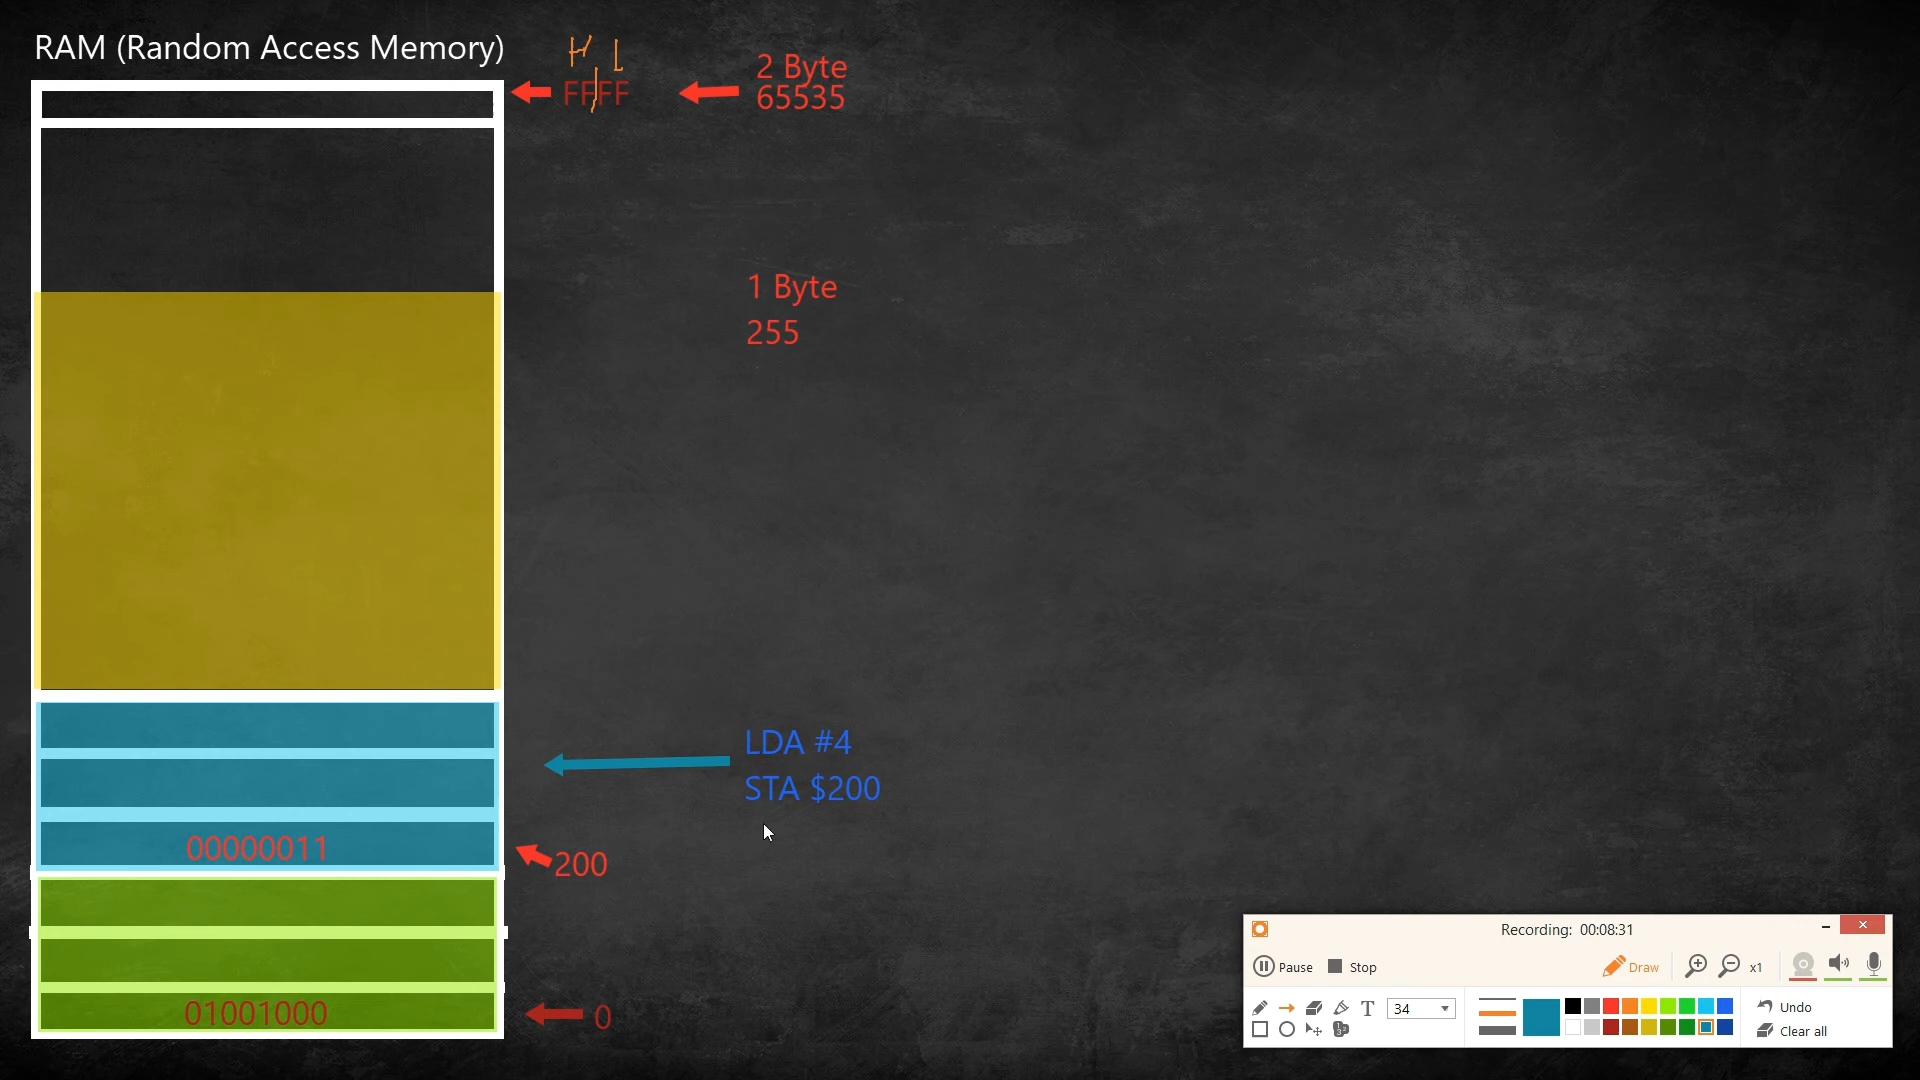 RAM (Random Access Memory)
H L
FFFF
2 Byte
65535
1 Byte
255
LDA #4
STA $200
00000011
200
01001000
0
Recording: 00:08:31
Pause
Stop
Draw
x1
34
Undo
Clear all